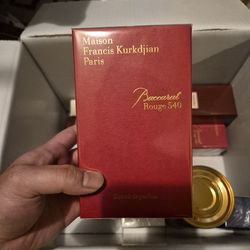 Maison
Francis Kurkdjian
Paris
Baccarat
Rouge 540